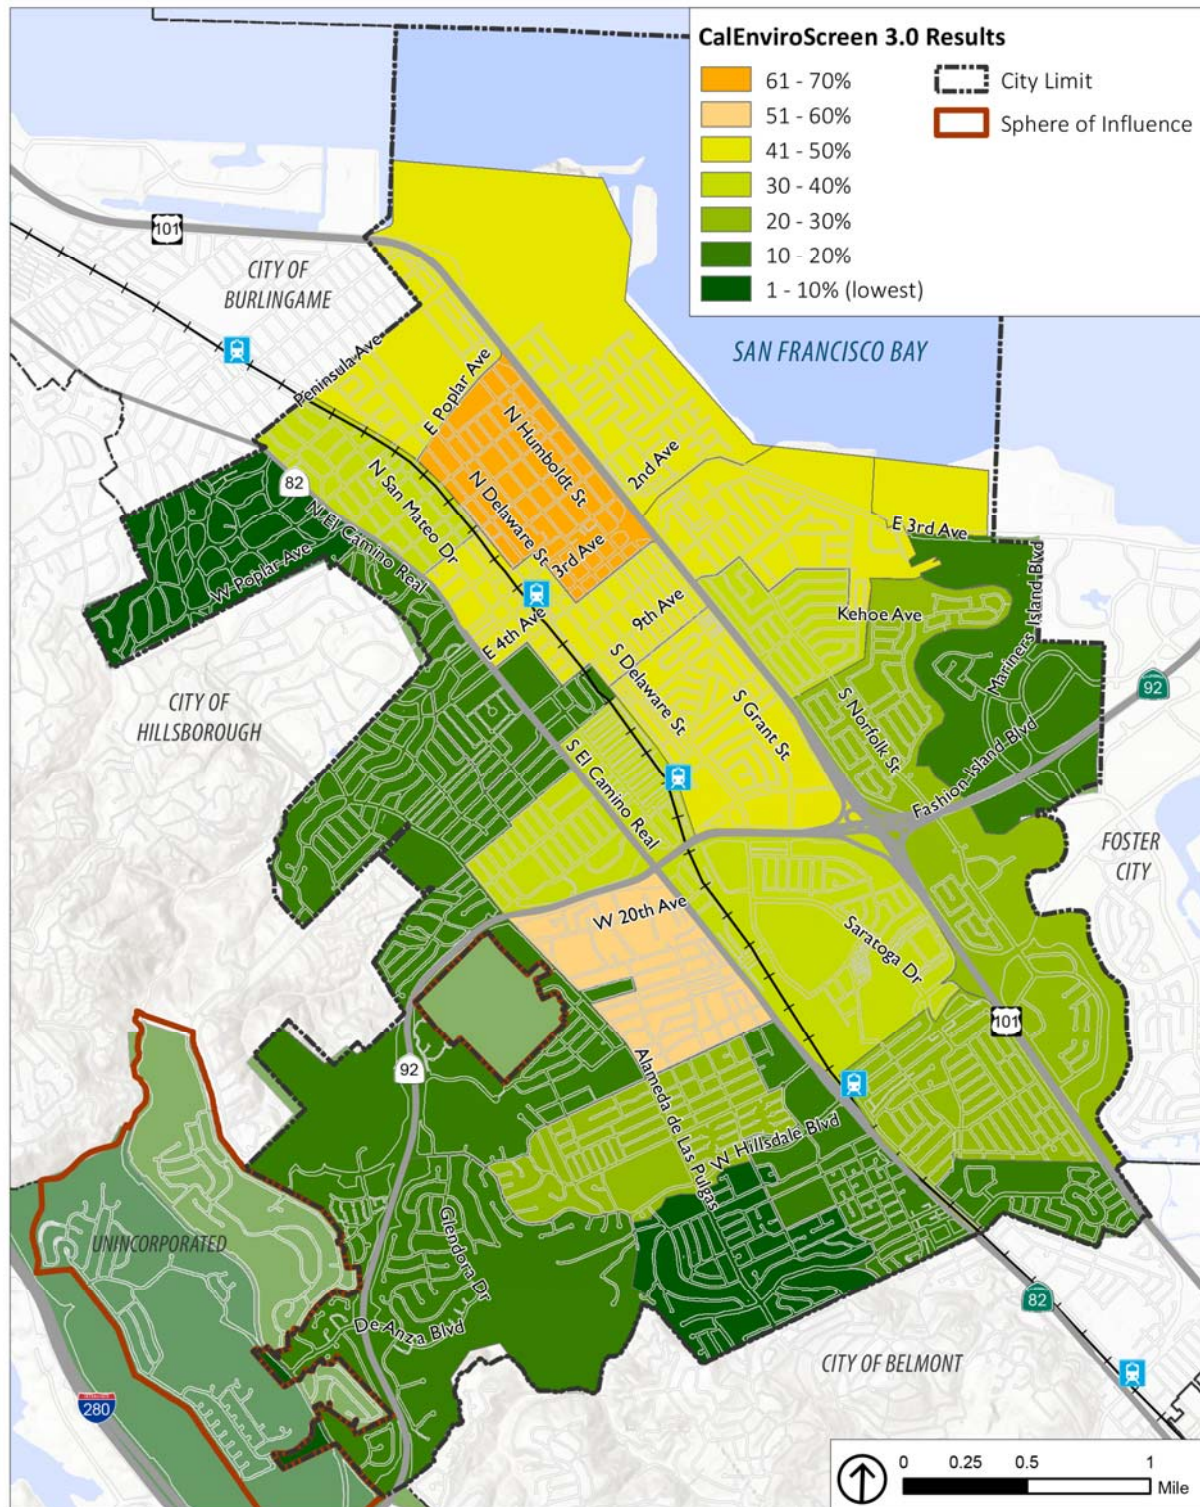 CalEnviroScreen 3.0 Results
61 - 70%
51 - 60%
41 - 50%
30 - 40%
20 - 30%
10 - 20%
1 - 10% (lowest)
City Limit
Sphere of Influence
101
CITY OF
BURLINGAME
SAN FRANCISCO BAY
Peninsula Ave
E Poplar Ave
N Humboldt St
2nd Ave
82
N San Mateo Dr
N Delaware St
3rd Ave
E 3rd Ave
N El Camino Real
W Poplar Ave
9th Ave
Kehoe Ave
Mariners Island Blvd
E 4th Ave
S Delaware St
S Grant St
S Norfolk St
92
CITY OF
HILLSBOROUGH
S El Camino Real
Fashion Island Blvd
FOSTER
CITY
W 20th Ave
Saratoga Dr
101
92
Alameda de Las Pulgas
W Hillsdale Blvd
UNINCORPORATED
Glendora Dr
De Anza Blvd
82
CITY OF BELMONT
280
0 0.25 0.5 1
Mile